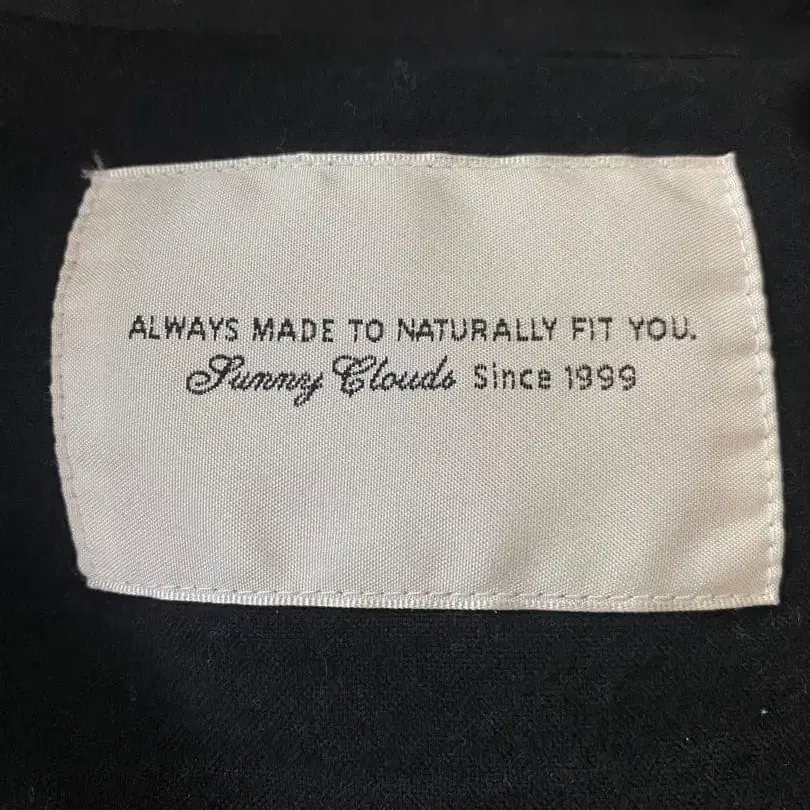 ALWAYS MADE TO NATURALLY FIT YOU.
Sunny Clouds Since 1999